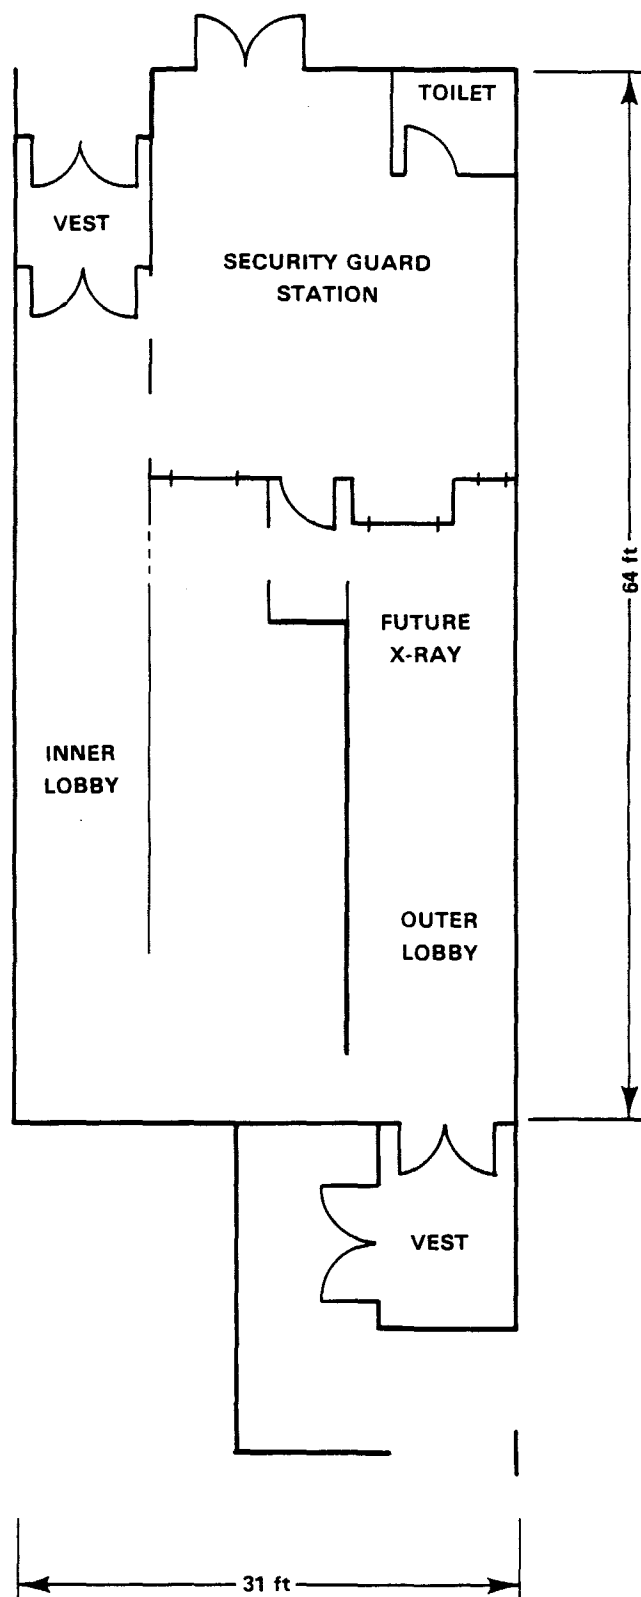 TOILET
VEST
SECURITY GUARD
STATION
64 ft
FUTURE
X-RAY
INNER
LOBBY
OUTER
LOBBY
VEST
31 ft